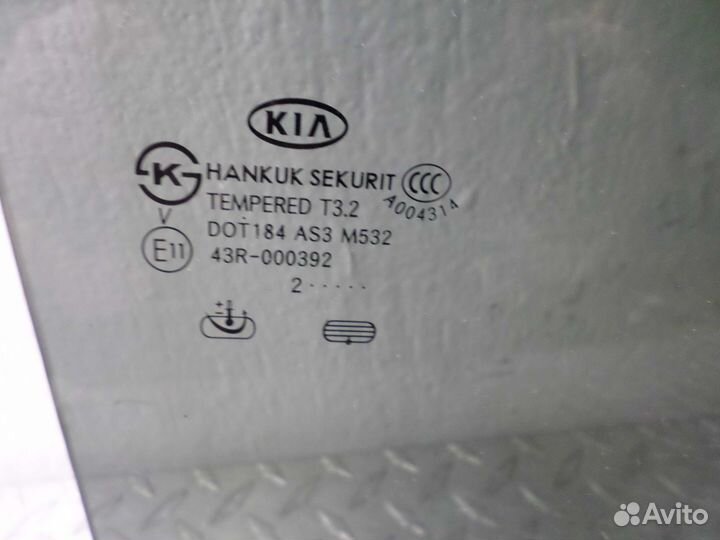 KIA
K
HANKUK SEKURIT CCC
TEMPERED T3.2 A004314
V
DOT184 AS3 M532
E11
43R-000392
2·····
Avito